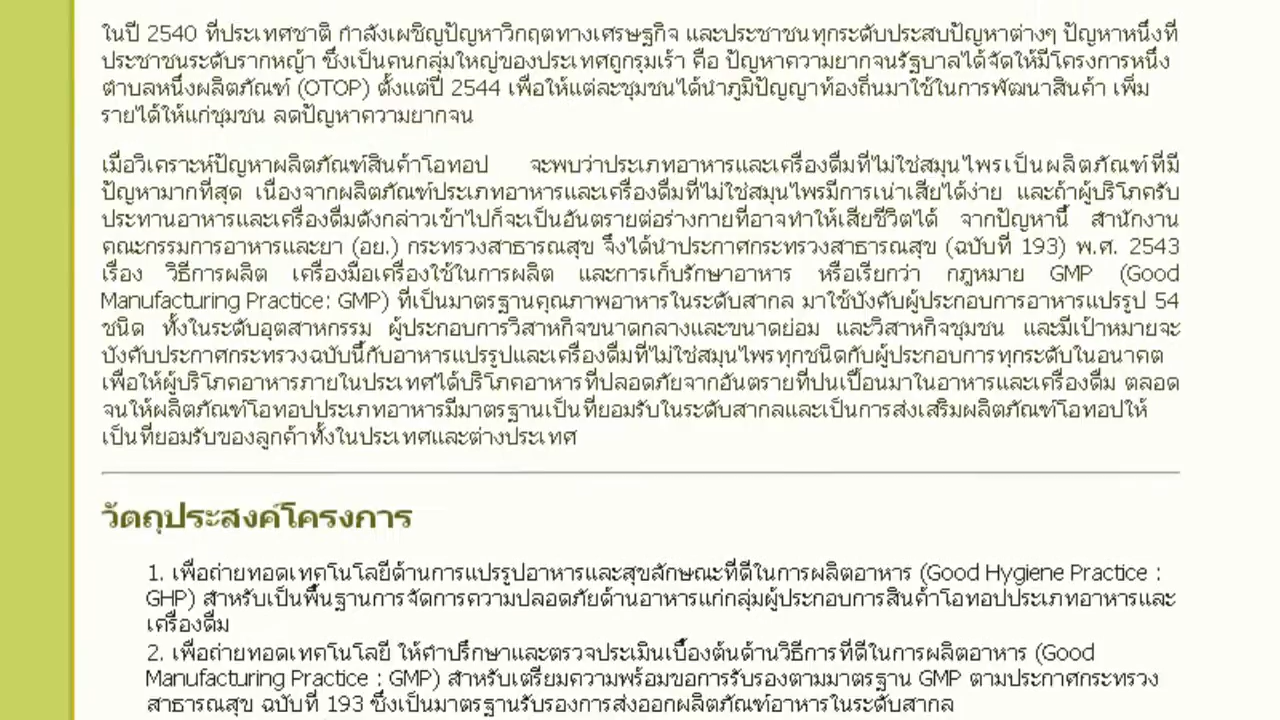 ในปี 2540 ที่ประเทศชาติ กำลังเผชิญปัญหาวิกฤตทางเศรษฐกิจ และประชาชนทุกระดับประสบปัญหาต่างๆ ปัญหาหนึ่งที่
ประชาชนระดับรากหญ้า ซึ่งเป็นคนกลุ่มใหญ่ของประเทศถูกรุมเร้า คือ ปัญหาความยากจนรัฐบาลได้จัดให้มีโครงการหนึ่ง
ตำบลหนึ่งผลิตภัณฑ์ (OTOP) ตั้งแต่ปี 2544 เพื่อให้แต่ละชุมชนได้นำภูมิปัญญาท้องถิ่นมาใช้ในการพัฒนาสินค้า เพิ่ม
รายได้ให้แก่ชุมชน ลดปัญหาความยากจน
เมื่อวิเคราะห์ปัญหาผลิตภัณฑ์สินค้าโอทอป จะพบว่าประเภทอาหารและเครื่องดื่มที่ไม่ใช่สมุนไพรเป็นผลิตภัณฑ์ที่มี
ปัญหามากที่สุด เนื่องจากผลิตภัณฑ์ประเภทอาหารและเครื่องดื่มที่ไม่ใช่สมุนไพรมีการเน่าเสียได้ง่าย และถ้าผู้บริโภครับ
ประทานอาหารและเครื่องดื่มดังกล่าวเข้าไปก็จะเป็นอันตรายต่อร่างกายที่อาจทำให้เสียชีวิตได้ จากปัญหานี้ สำนักงาน
คณะกรรมการอาหารและยา (อย.) กระทรวงสาธารณสุข จึงได้นำประกาศกระทรวงสาธารณสุข (ฉบับที่ 193) พ.ศ. 2543
เรื่อง วิธีการผลิต เครื่องมือเครื่องใช้ในการผลิต และการเก็บรักษาอาหาร หรือเรียกว่า กฎหมาย GMP (Good
Manufacturing Practice: GMP) ที่เป็นมาตรฐานคุณภาพอาหารในระดับสากล มาใช้บังคับผู้ประกอบการอาหารแปรรูป 54
ชนิด ทั้งในระดับอุตสาหกรรม ผู้ประกอบการวิสาหกิจขนาดกลางและขนาดย่อม และวิสาหกิจชุมชน และมีเป้าหมายจะ
บังคับประกาศกระทรวงฉบับนี้กับอาหารแปรรูปและเครื่องดื่มที่ไม่ใช่สมุนไพรทุกชนิดกับผู้ประกอบการทุกระดับในอนาคต
เพื่อให้ผู้บริโภคอาหารภายในประเทศได้บริโภคอาหารที่ปลอดภัยจากอันตรายที่ปนเปื้อนมาในอาหารและเครื่องดื่ม ตลอด
จนให้ผลิตภัณฑ์โอทอปประเภทอาหารมีมาตรฐานเป็นที่ยอมรับในระดับสากลและเป็นการส่งเสริมผลิตภัณฑ์โอทอปให้
เป็นที่ยอมรับของลูกค้าทั้งในประเทศและต่างประเทศ
วัตถุประสงค์โครงการ
1. เพื่อถ่ายทอดเทคโนโลยีด้านการแปรรูปอาหารและสุขลักษณะที่ดีในการผลิตอาหาร (Good Hygiene Practice :
GHP) สำหรับเป็นพื้นฐานการจัดการความปลอดภัยด้านอาหารแก่กลุ่มผู้ประกอบการสินค้าโอทอปประเภทอาหารและ
เครื่องดื่ม
2. เพื่อถ่ายทอดเทคโนโลยี ให้คำปรึกษาและตรวจประเมินเบื้องต้นด้านวิธีการที่ดีในการผลิตอาหาร (Good
Manufacturing Practice : GMP) สำหรับเตรียมความพร้อมขอการรับรองตามมาตรฐาน GMP ตามประกาศกระทรวง
สาธารณสุข ฉบับที่ 193 ซึ่งเป็นมาตรฐานรับรองการส่งออกผลิตภัณฑ์อาหารในระดับสากล